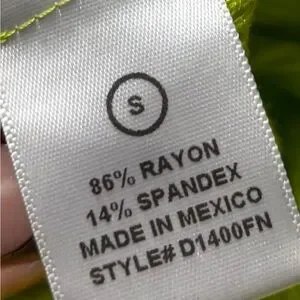 S
86% RAYON
14% SPANDEX
MADE IN MEXICO
STYLE# D1400FN